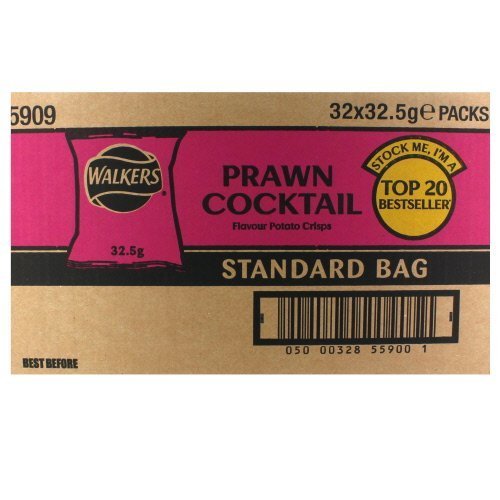 5909
32x32.5g℮ PACKS
WALKERS
32.5g
PRAWN
COCKTAIL
Flavour Potato Crisps
STOCK ME, I'M A
TOP 20
BESTSELLER*
STANDARD BAG
050 00328 55900 1
BEST BEFORE